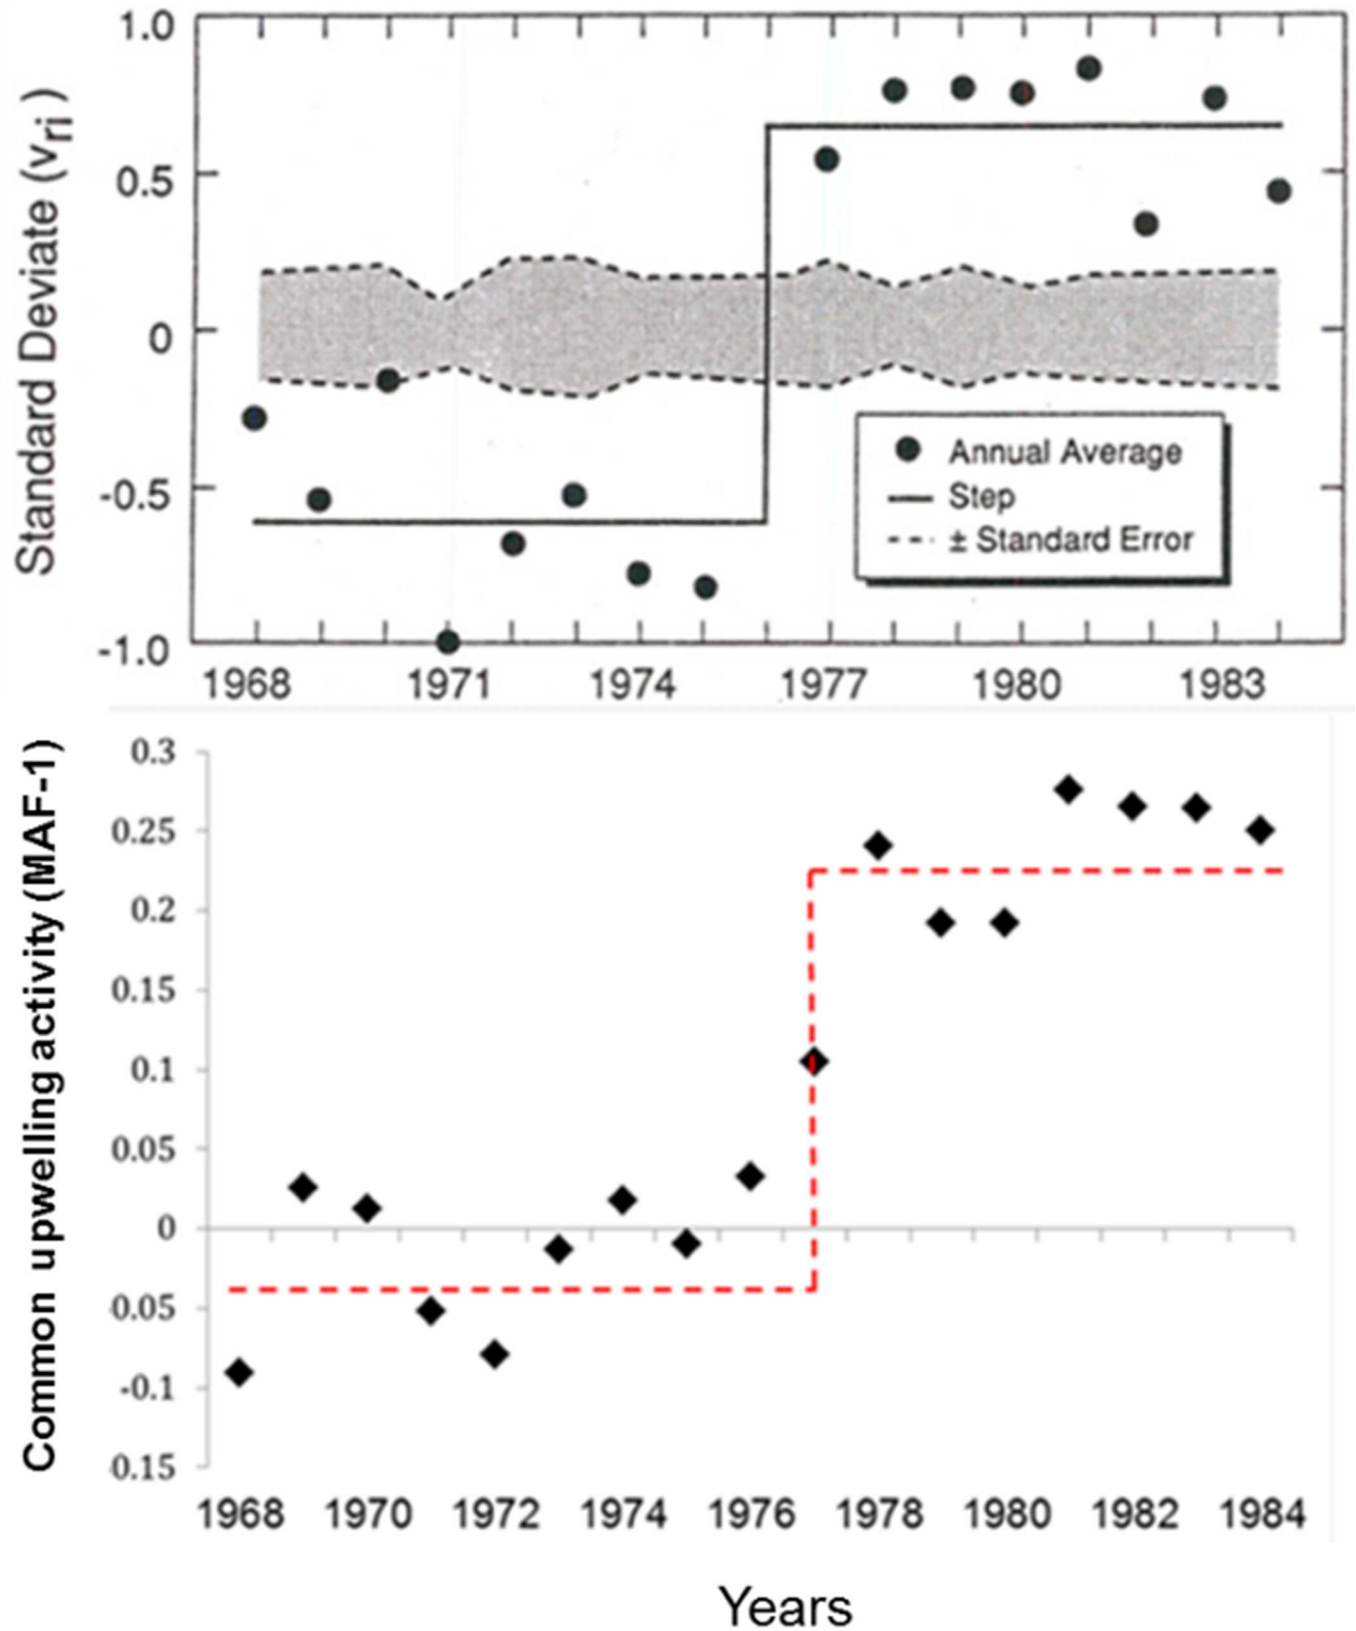 Standard Deviate (vri)
1.0
0.5
0
-0.5
-1.0
Annual Average
Step
± Standard Error
1968 1971 1974 1977 1980 1983
Common upwelling activity (MAF-1)
0.3
0.25
0.2
0.15
0.1
0.05
0
0.05
-0.1
0.15
1968 1970 1972 1974 1976 1978 1980 1982 1984
Years